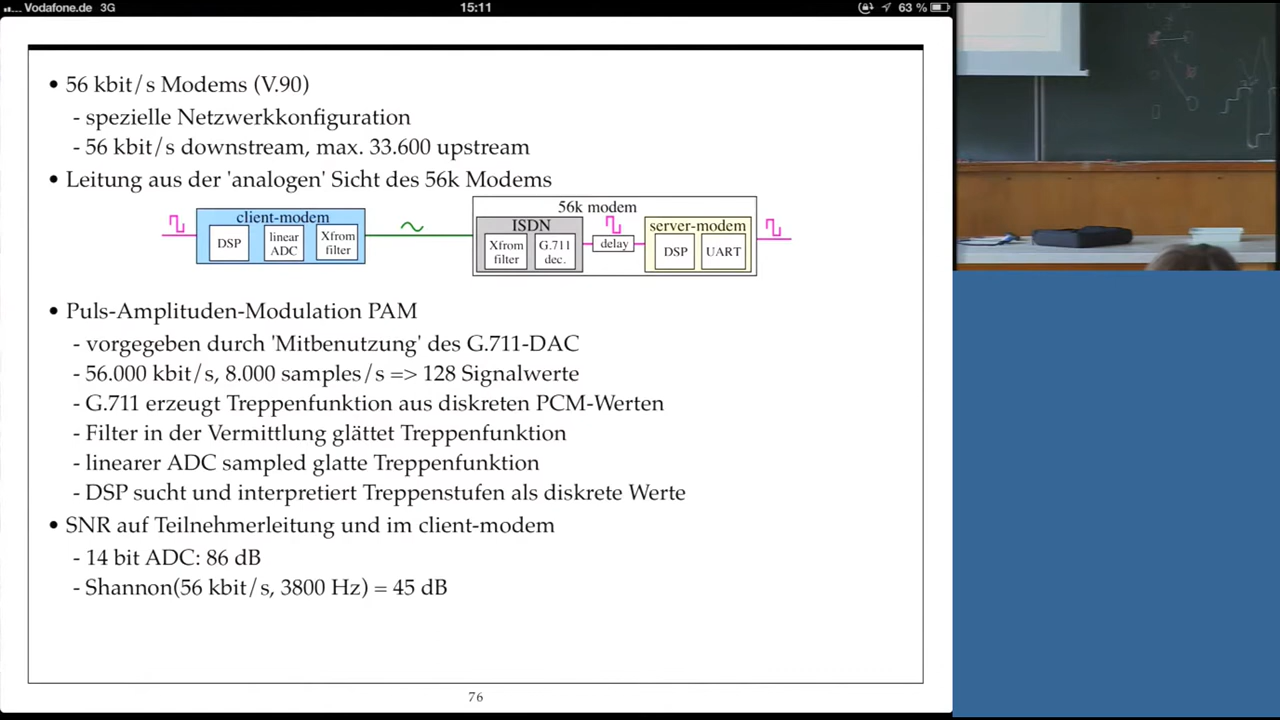 Vodafone.de 3G 15:11 63 %
• 56 kbit/s Modems (V.90)
- spezielle Netzwerkkonfiguration
- 56 kbit/s downstream, max. 33.600 upstream
• Leitung aus der 'analogen' Sicht des 56k Modems
client-modem
DSP
linear
ADC
Xfrom
filter
56k modem
ISDN
Xfrom
filter
G.711
dec.
delay
server-modem
DSP
UART
• Puls-Amplituden-Modulation PAM
- vorgegeben durch 'Mitbenutzung' des G.711-DAC
- 56.000 kbit/s, 8.000 samples/s => 128 Signalwerte
- G.711 erzeugt Treppenfunktion aus diskreten PCM-Werten
- Filter in der Vermittlung glättet Treppenfunktion
- linearer ADC sampled glatte Treppenfunktion
- DSP sucht und interpretiert Treppenstufen als diskrete Werte
• SNR auf Teilnehmerleitung und im client-modem
- 14 bit ADC: 86 dB
- Shannon(56 kbit/s, 3800 Hz) = 45 dB
76